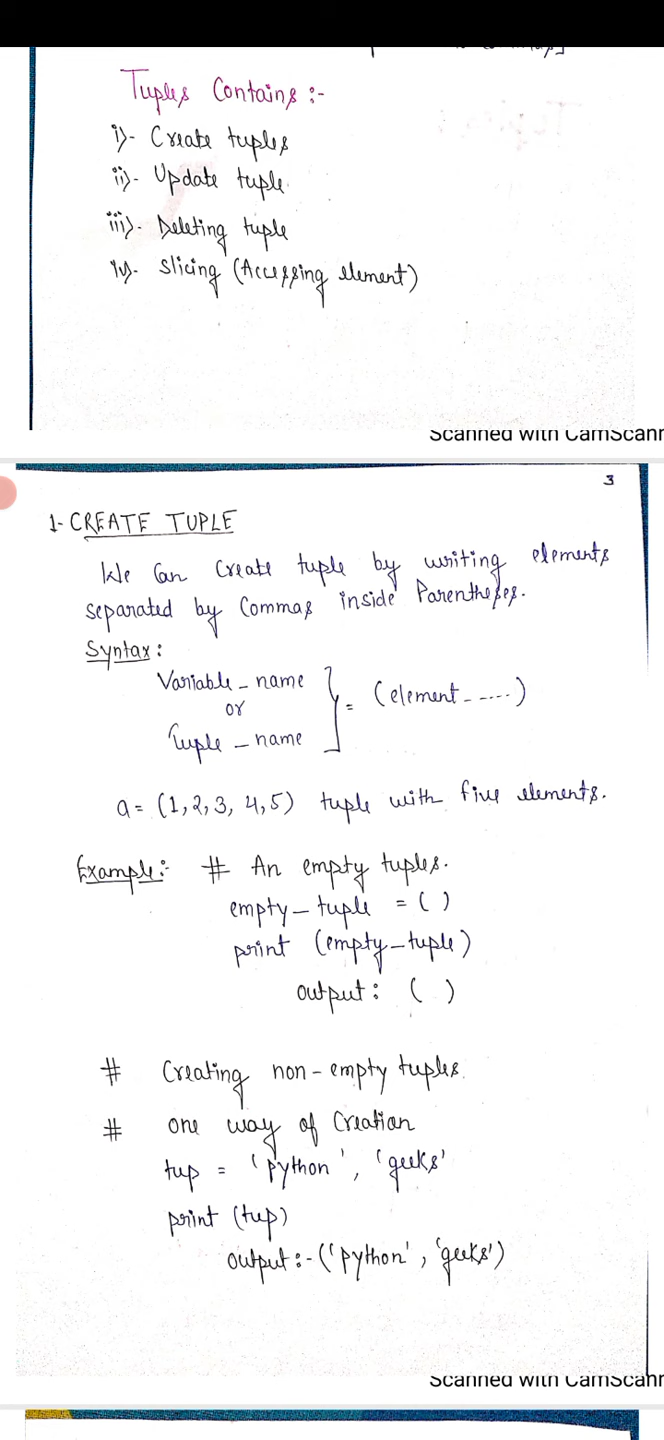 Tuples Contains :-
i)- Create tuples
ii)- Update tuple.
iii)- Deleting tuple
iv)- Slicing (Accessing element)
Scanned with CamScann
3
1- CREATE TUPLE
We Can Create tuple by writing elements
separated by Commas inside Parentheses.
Syntax :
Variable - name
or
Tuple - name
} = (element - -....)
a = (1, 2, 3, 4, 5) tuple with five elements.
Example:- # An empty tuples.
empty - tuple = ( )
print (empty - tuple)
output : ( )
# Creating non - empty tuples.
# one way of Creation
tup = 'python', 'geeks'
print (tup)
output :- ('python', 'geeks')
Scanned with CamScann